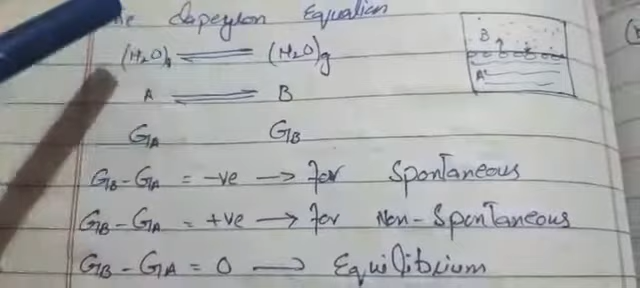 The Clapeyron Equation
(H₂O)l ⇌ (H₂O)g
A ⇌ B
GA GB
GB-GA = -ve → for Spontaneous
GB-GA = +ve → for Non-Spontaneous
GB-GA = 0 → Equilibrium
B
A